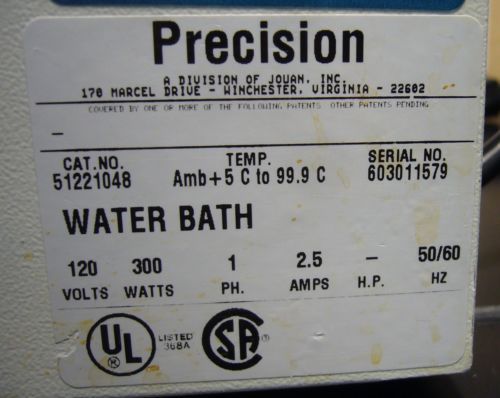 Precision
A DIVISION OF JOUAN, INC.
170 MARCEL DRIVE - WINCHESTER, VIRGINIA - 22602
COVERED BY ONE OR MORE OF THE FOLLOWING PATENTS OTHER PATENTS PENDING
–
CAT.NO. TEMP. SERIAL NO.
51221048 Amb+5 C to 99.9 C 603011579
WATER BATH
120 300 1 2.5 – 50/60
VOLTS WATTS PH. AMPS H.P. HZ
UL ® LISTED 368A SA ®